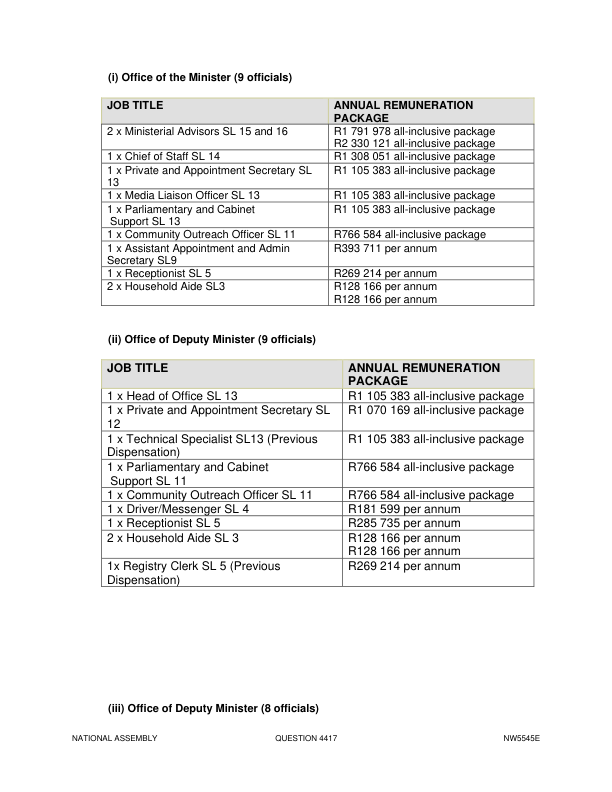 (i) Office of the Minister (9 officials)
JOB TITLE
ANNUAL REMUNERATION
PACKAGE
2 x Ministerial Advisors SL 15 and 16
R1 791 978 all-inclusive package
R2 330 121 all-inclusive package
1 x Chief of Staff SL 14
R1 308 051 all-inclusive package
1 x Private and Appointment Secretary SL
13
R1 105 383 all-inclusive package
1 x Media Liaison Officer SL 13
R1 105 383 all-inclusive package
1 x Parliamentary and Cabinet
Support SL 13
R1 105 383 all-inclusive package
1 x Community Outreach Officer SL 11
R766 584 all-inclusive package
1 x Assistant Appointment and Admin
Secretary SL9
R393 711 per annum
1 x Receptionist SL 5
R269 214 per annum
2 x Household Aide SL3
R128 166 per annum
R128 166 per annum
(ii) Office of Deputy Minister (9 officials)
JOB TITLE
ANNUAL REMUNERATION
PACKAGE
1 x Head of Office SL 13
R1 105 383 all-inclusive package
1 x Private and Appointment Secretary SL
12
R1 070 169 all-inclusive package
1 x Technical Specialist SL13 (Previous
Dispensation)
R1 105 383 all-inclusive package
1 x Parliamentary and Cabinet
Support SL 11
R766 584 all-inclusive package
1 x Community Outreach Officer SL 11
R766 584 all-inclusive package
1 x Driver/Messenger SL 4
R181 599 per annum
1 x Receptionist SL 5
R285 735 per annum
2 x Household Aide SL 3
R128 166 per annum
R128 166 per annum
1x Registry Clerk SL 5 (Previous
Dispensation)
R269 214 per annum
(iii) Office of Deputy Minister (8 officials)
NATIONAL ASSEMBLY
QUESTION 4417
NW5545E